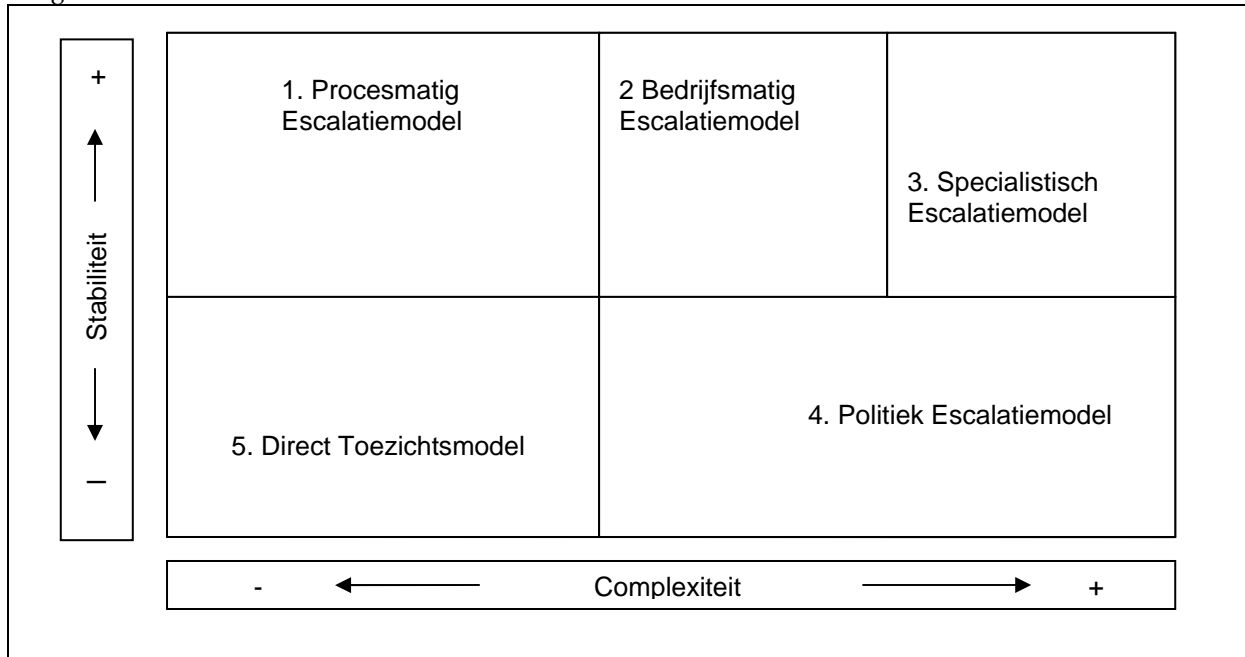 +
1. Procesmatig
Escalatiemodel
2 Bedrijfsmatig
Escalatiemodel
3. Specialistisch
Escalatiemodel
Stabiliteit
4. Politiek Escalatiemodel
5. Direct Toezichtsmodel
–
- Complexiteit +